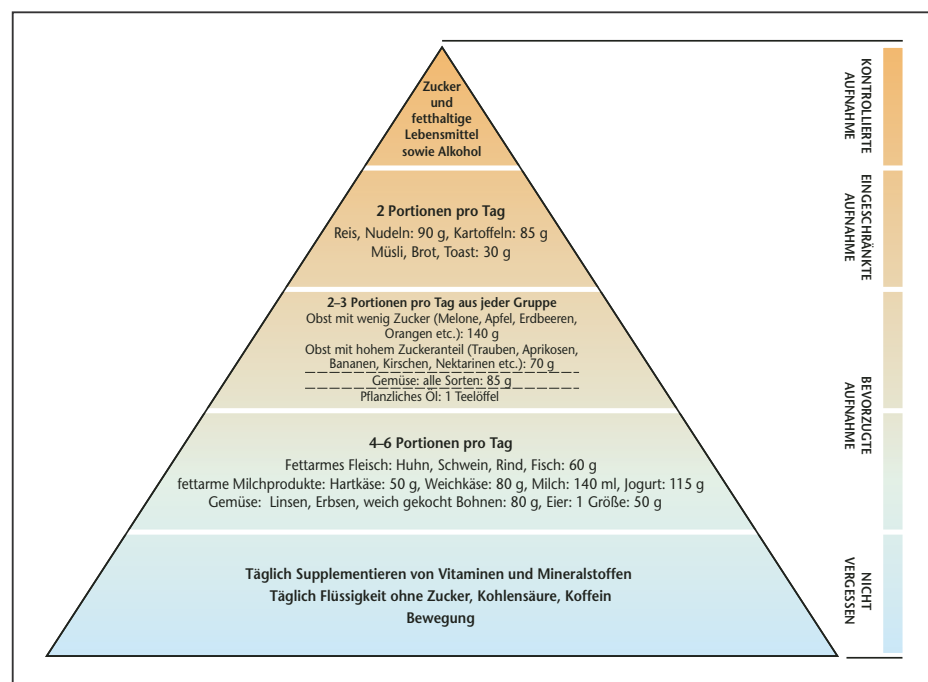 Zucker
und
fetthaltige
Lebensmittel
sowie Alkohol
2 Portionen pro Tag
Reis, Nudeln: 90 g, Kartoffeln: 85 g
Müsli, Brot, Toast: 30 g
2–3 Portionen pro Tag aus jeder Gruppe
Obst mit wenig Zucker (Melone, Apfel, Erdbeeren,
Orangen etc.): 140 g
Obst mit hohem Zuckeranteil (Trauben, Aprikosen,
Bananen, Kirschen, Nektarinen etc.): 70 g
Gemüse: alle Sorten: 85 g
Pflanzliches Öl: 1 Teelöffel
4–6 Portionen pro Tag
Fettarmes Fleisch: Huhn, Schwein, Rind, Fisch: 60 g
fettarme Milchprodukte: Hartkäse: 50 g, Weichkäse: 80 g, Milch: 140 ml, Jogurt: 115 g
Gemüse: Linsen, Erbsen, weich gekocht Bohnen: 80 g, Eier: 1 Größe: 50 g
Täglich Supplementieren von Vitaminen und Mineralstoffen
Täglich Flüssigkeit ohne Zucker, Kohlensäure, Koffein
Bewegung
KONTROLLIERTE
AUFNAHME
EINGESCHRÄNKTE
AUFNAHME
BEVORZUGTE
AUFNAHME
NICHT
VERGESSEN